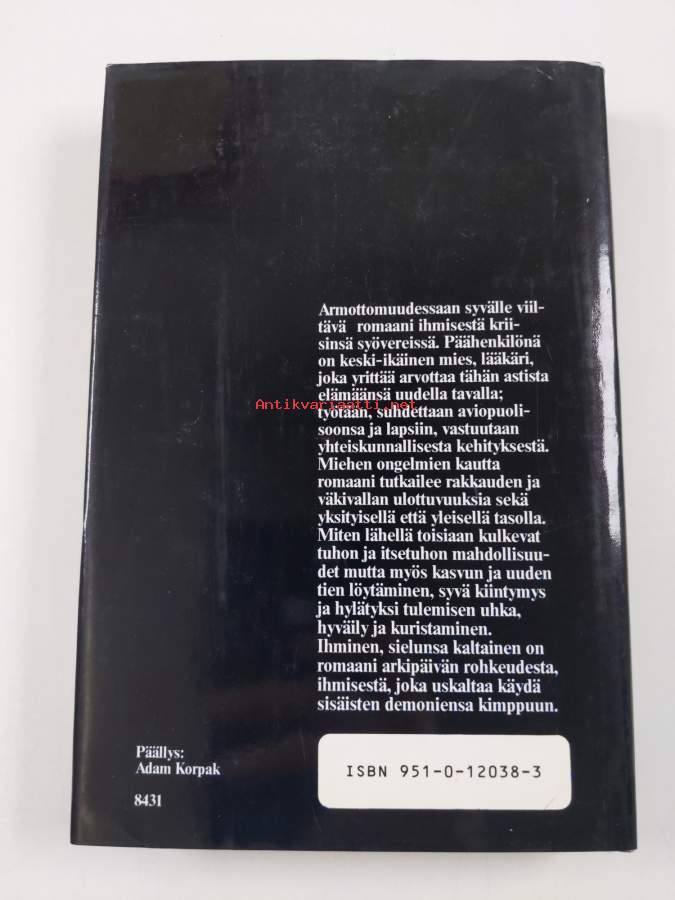 Armottomuudessaan syvälle viil-
tävä romaani ihmisestä krii-
sinsä syövereissä. Päähenkilönä
on keski-ikäinen mies, lääkäri,
joka yrittää arvottaa tähän astista
elämäänsä uudella tavalla;
Antikvariaatti.net
työtään, suhdettaan aviopuoli-
soonsa ja lapsiin, vastuutaan
yhteiskunnallisesta kehityksestä.
Miehen ongelmien kautta
romaani tutkailee rakkauden ja
väkivallan ulottuvuuksia sekä
yksityisellä että yleisellä tasolla.
Miten lähellä toisiaan kulkevat
tuhon ja itsetuhon mahdollisuu-
det mutta myös kasvun ja uuden
tien löytäminen, syvä kiintymys
ja hylätyksi tulemisen uhka,
hyväily ja kuristaminen.
Ihminen, sielunsa kaltainen on
romaani arkipäivän rohkeudesta,
ihmisestä, joka uskaltaa käydä
sisäisten demoniensa kimppuun.
Päällys:
Adam Korpak
8431
ISBN 951-0-12038-3